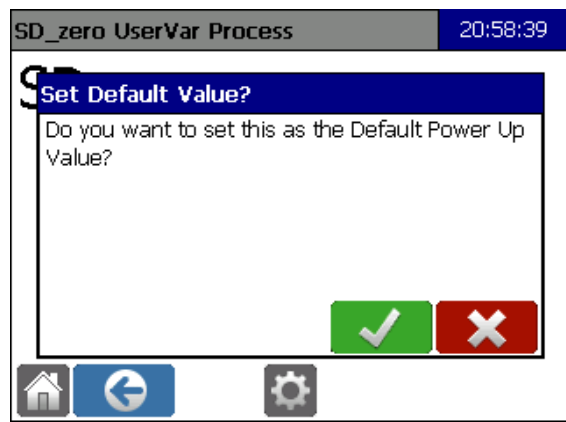 SD_zero UserVar Process 20:58:39
Set Default Value?
Do you want to set this as the Default Power Up
Value?